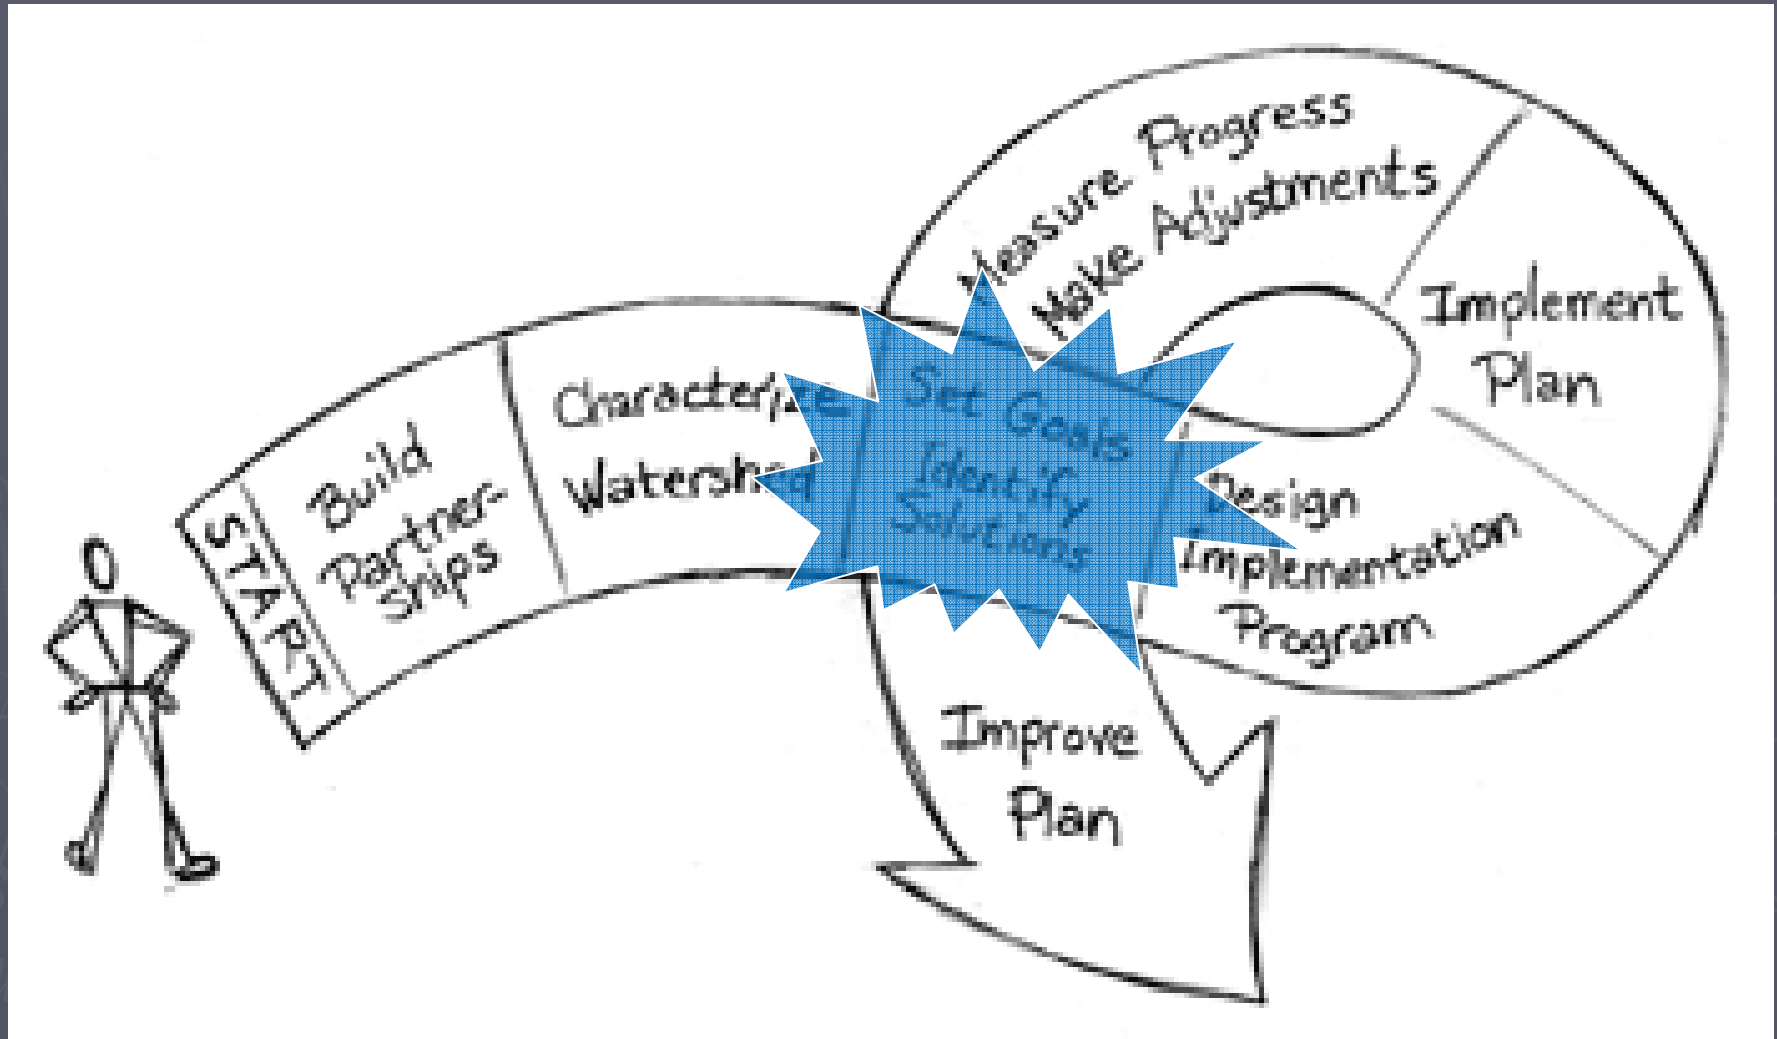 START
Build
Partner-
ships
Characterize
Watershed
Set Goals
Identify
Solutions
Design
Implementation
Program
Implement
Plan
Measure Progress
Make Adjustments
Improve
Plan